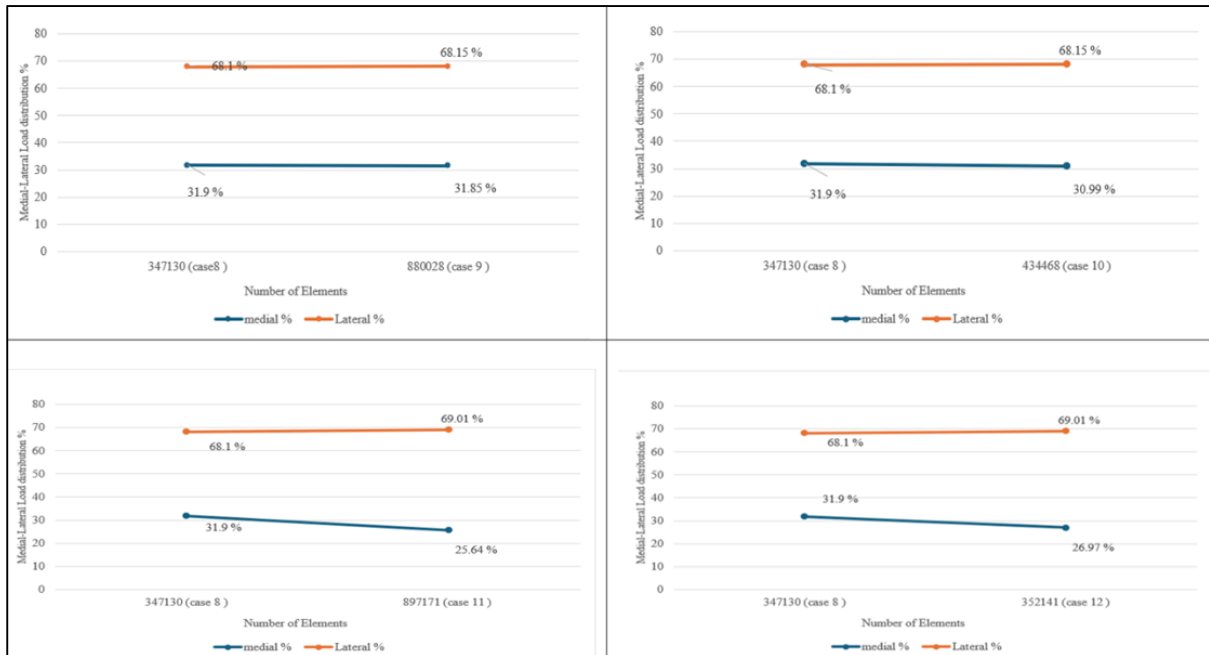 80
70
60
50
40
30
20
10
0
Medial-Lateral Load distribution %
68.15 %
68.1 %
31.9 %
31.85 %
347130 (case8 )
880028 (case 9 )
Number of Elements
medial %
Lateral %
80
70
60
50
40
30
20
10
0
Medial-Lateral Load distribution %
68.15 %
68.1 %
31.9 %
30.99 %
347130 (case 8 )
434468 (case 10 )
Number of Elements
medial %
Lateral %
80
70
60
50
40
30
20
10
0
Medial-Lateral Load distribution %
69.01 %
68.1 %
31.9 %
25.64 %
347130 (case 8 )
897171 (case 11 )
Number of Elements
medial %
Lateral %
80
70
60
50
40
30
20
10
0
Medial-Lateral Load distribution %
69.01 %
68.1 %
31.9 %
26.97 %
347130 (case 8 )
352141 (case 12 )
Number of Elements
medial %
Lateral %